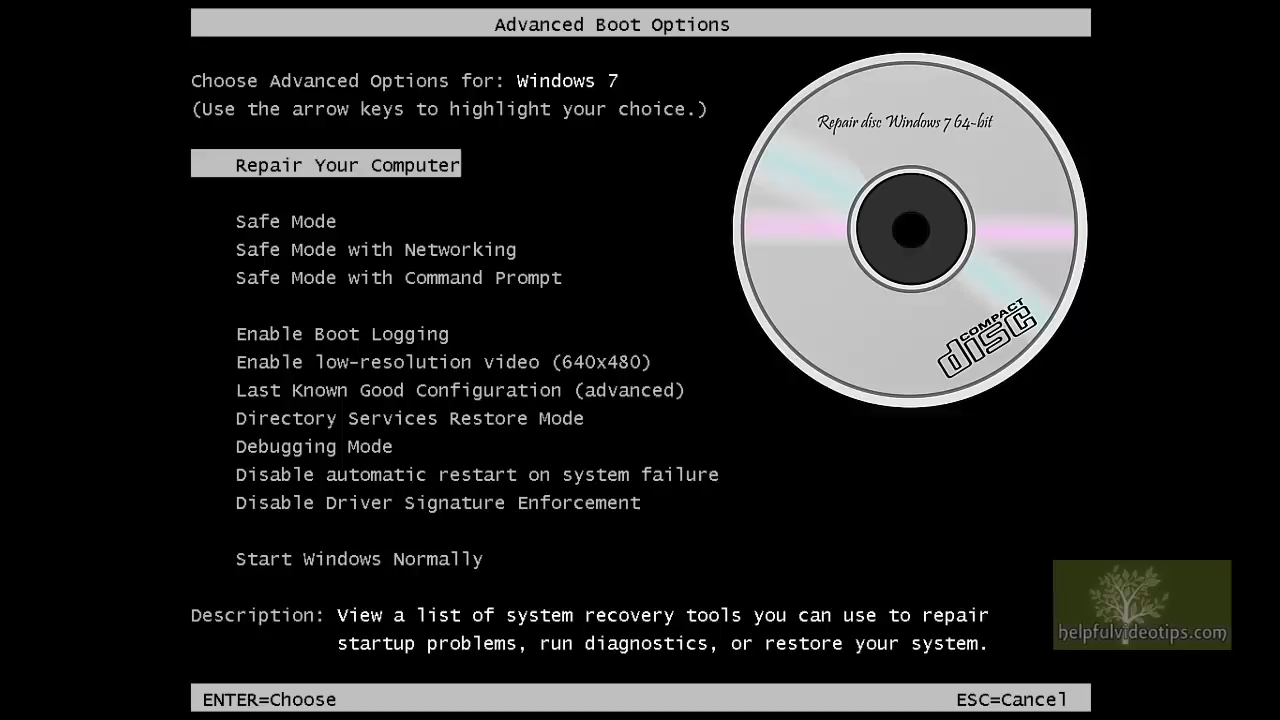 Advanced Boot Options
Choose Advanced Options for: Windows 7
(Use the arrow keys to highlight your choice.)
Repair disc Windows 7 64-bit
Repair Your Computer
Safe Mode
Safe Mode with Networking
Safe Mode with Command Prompt
COMPACT
disc
Enable Boot Logging
Enable low-resolution video (640x480)
Last Known Good Configuration (advanced)
Directory Services Restore Mode
Debugging Mode
Disable automatic restart on system failure
Disable Driver Signature Enforcement
Start Windows Normally
Description: View a list of system recovery tools you can use to repair
startup problems, run diagnostics, or restore your system.
helpfulvideotips.com
ENTER=Choose ESC=Cancel